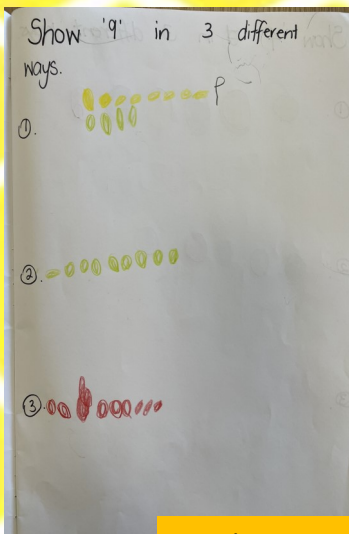 Show '9' in 3 different
ways.
①.
②.
③.